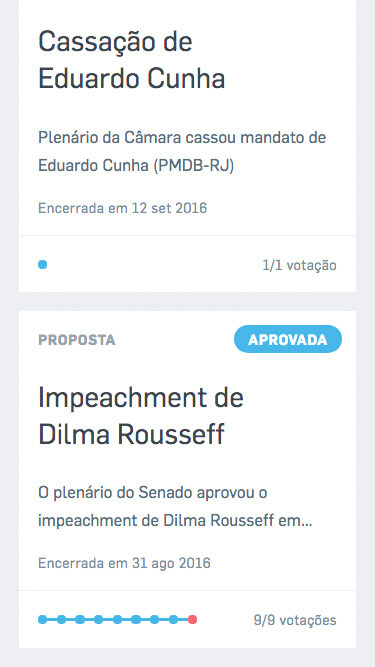 Cassação de
Eduardo Cunha
Plenário da Câmara cassou mandato de
Eduardo Cunha (PMDB-RJ)
Encerrada em 12 set 2016
1/1 votação
PROPOSTA
APROVADA
Impeachment de
Dilma Rousseff
O plenário do Senado aprovou o
impeachment de Dilma Rousseff em...
Encerrada em 31 ago 2016
9/9 votações